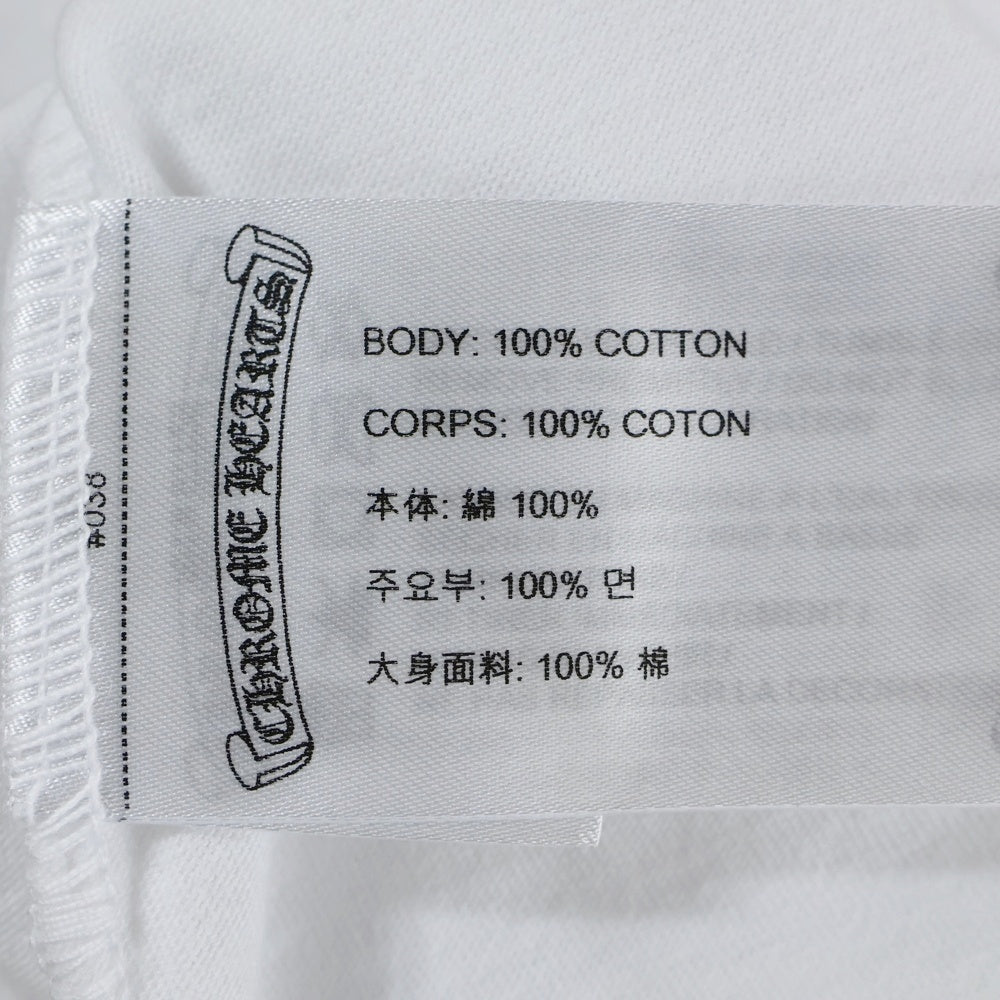 CHROME HEARTS
BODY: 100% COTTON
CORPS: 100% COTON
本体: 綿 100%
주요부: 100% 면
大身面料: 100% 棉
#038